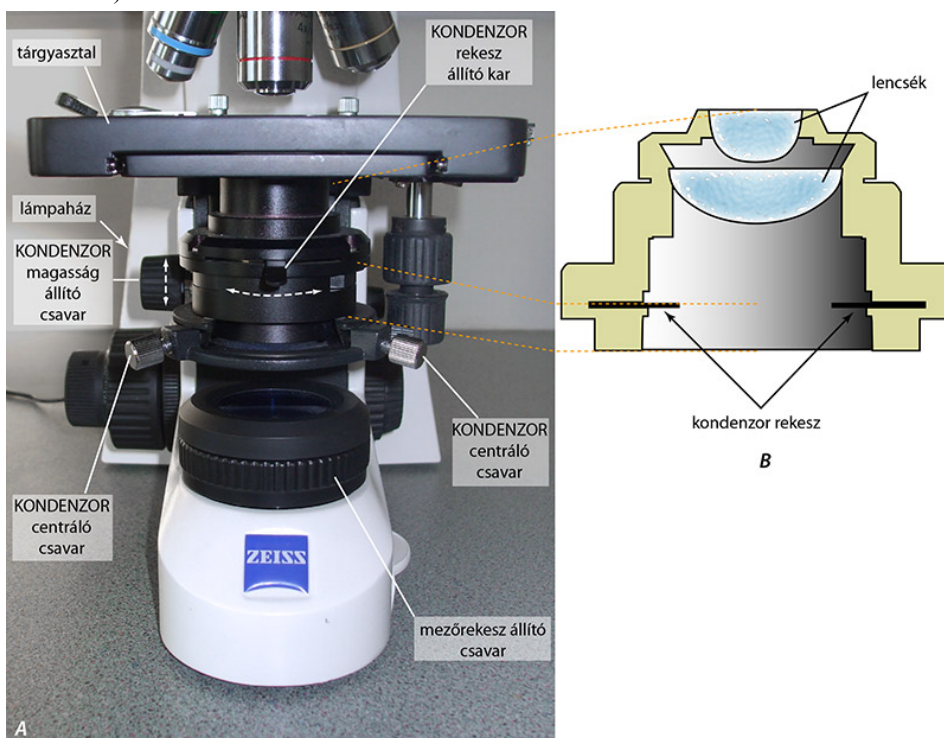 tárgyasztal
KONDENZOR
rekesz
állító kar
lencsék
lámpaház
KONDENZOR
magasság
állító
csavar
kondenzor rekesz
B
KONDENZOR
centráló
csavar
KONDENZOR
centráló
csavar
ZEISS
mezőrekesz állító
csavar
A